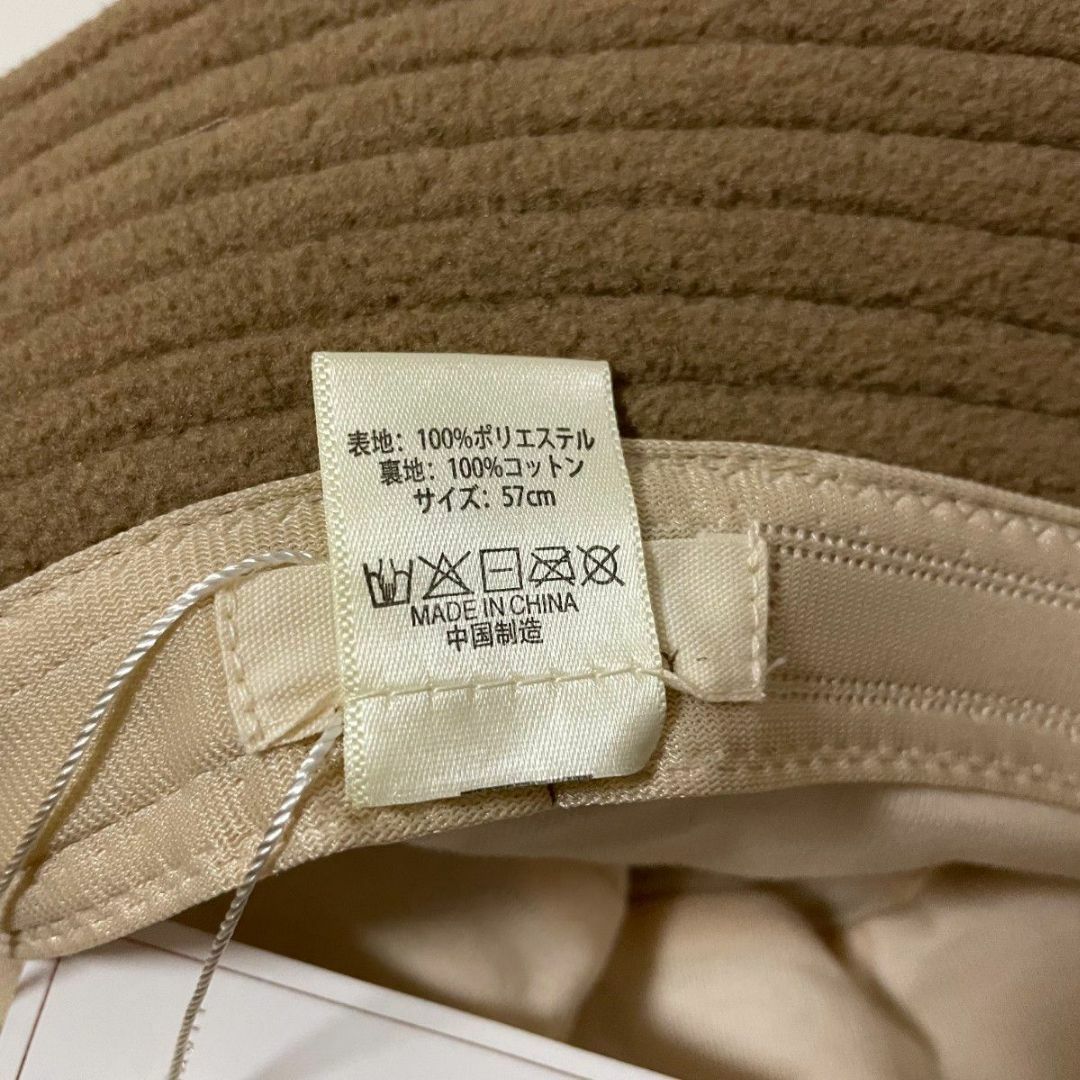 表地：100%ポリエステル
裏地：100%コットン
サイズ：57cm
MADE IN CHINA
中国制造